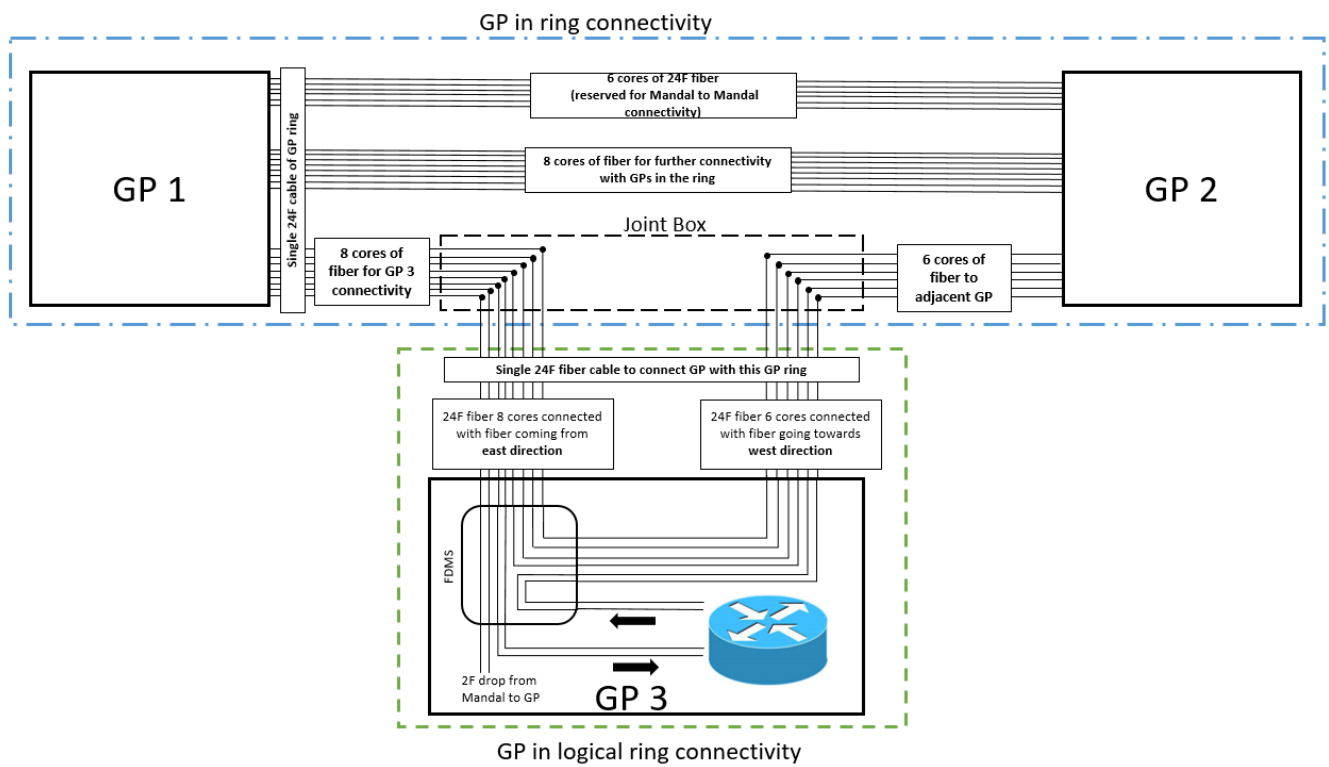 GP in ring connectivity
GP 1
Single 24F cable of GP ring
6 cores of 24F fiber
(reserved for Mandal to Mandal
connectivity)
8 cores of fiber for further connectivity
with GPs in the ring
GP 2
Joint Box
8 cores of
fiber for GP 3
connectivity
6 cores of
fiber to
adjacent GP
Single 24F fiber cable to connect GP with this GP ring
24F fiber 8 cores connected
with fiber coming from
east direction
24F fiber 6 cores connected
with fiber going towards
west direction
FDMS
2F drop from
Mandal to GP
GP 3
GP in logical ring connectivity